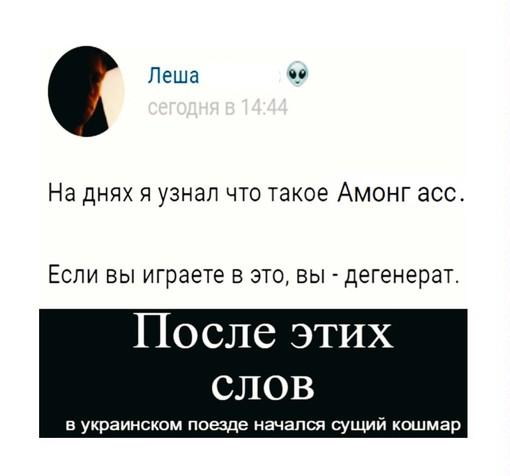 Леша
сегодня в 14:44
На днях я узнал что такое Амонг асс.
Если вы играете в это, вы - дегенерат.
После этих
слов
в украинском поезде начался сущий кошмар